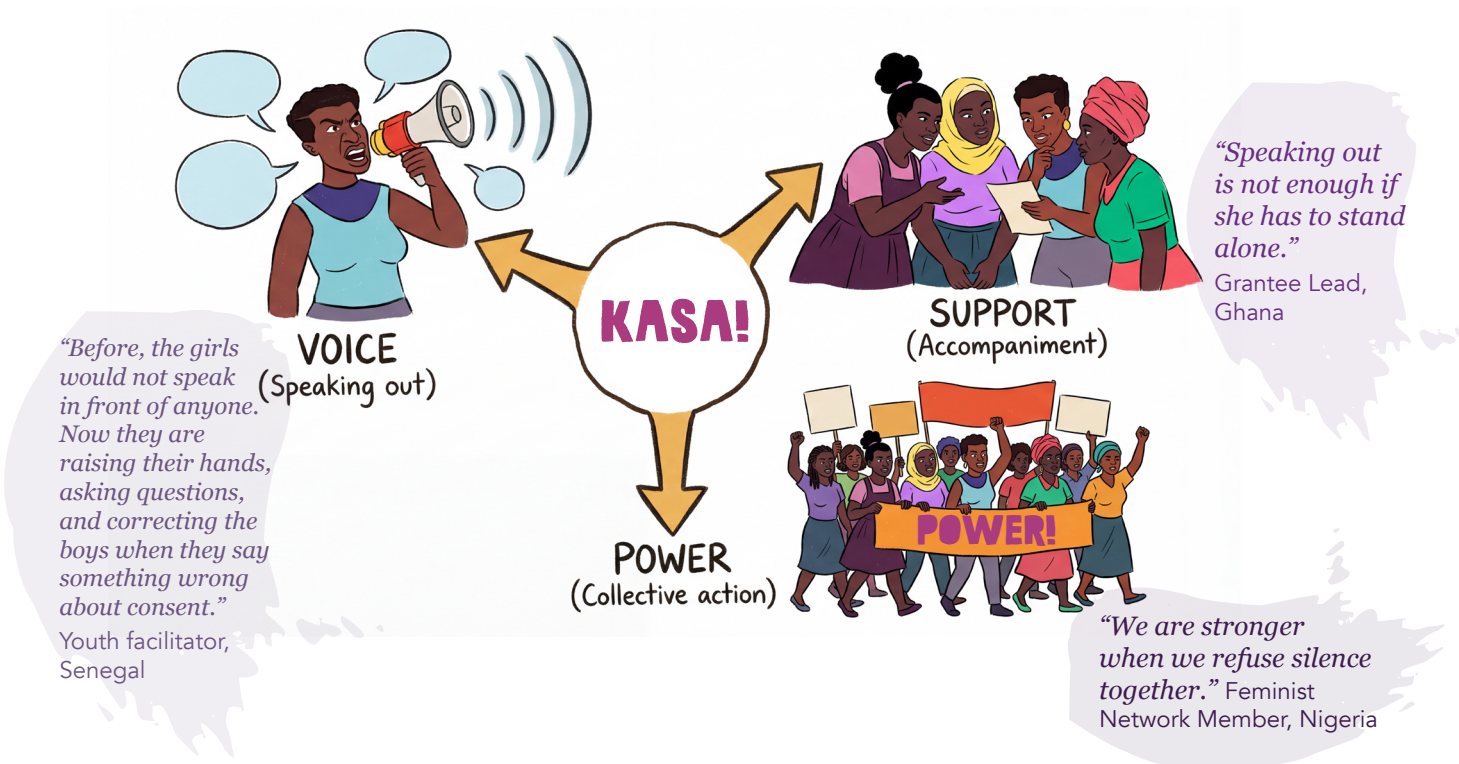 KASA!
VOICE
(Speaking out)
“Before, the girls
would not speak
in front of anyone.
Now they are
raising their hands,
asking questions,
and correcting the
boys when they say
something wrong
about consent.”
Youth facilitator,
Senegal
SUPPORT
(Accompaniment)
“Speaking out
is not enough if
she has to stand
alone.”
Grantee Lead,
Ghana
POWER
(Collective action)
POWER!
“We are stronger
when we refuse silence
together.” Feminist
Network Member, Nigeria